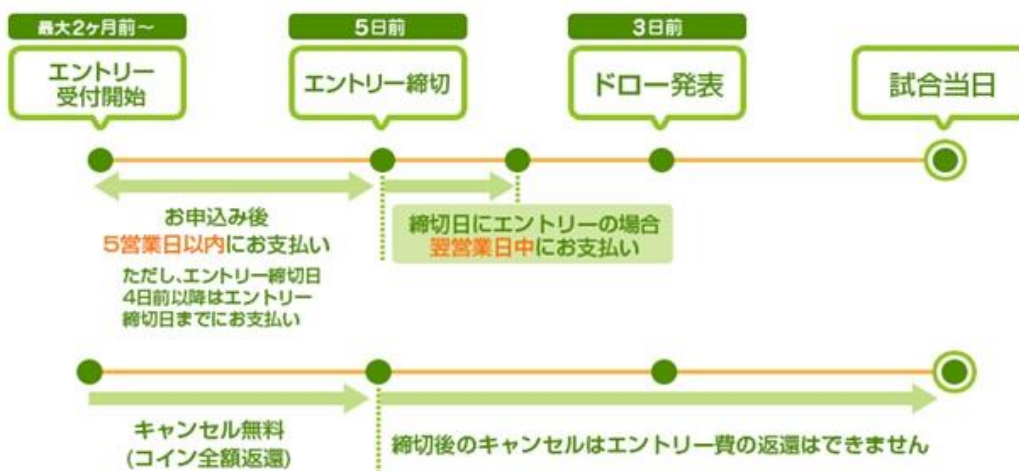 最大2ヶ月前～
エントリー
受付開始
5日前
エントリー締切
3日前
ドロー発表
試合当日
お申込み後
5営業日以内にお支払い
ただし、エントリー締切日
4日前以降はエントリー
締切日までにお支払い
締切日にエントリーの場合
翌営業日中にお支払い
キャンセル無料
(コイン全額返還)
締切後のキャンセルはエントリー費の返還はできません